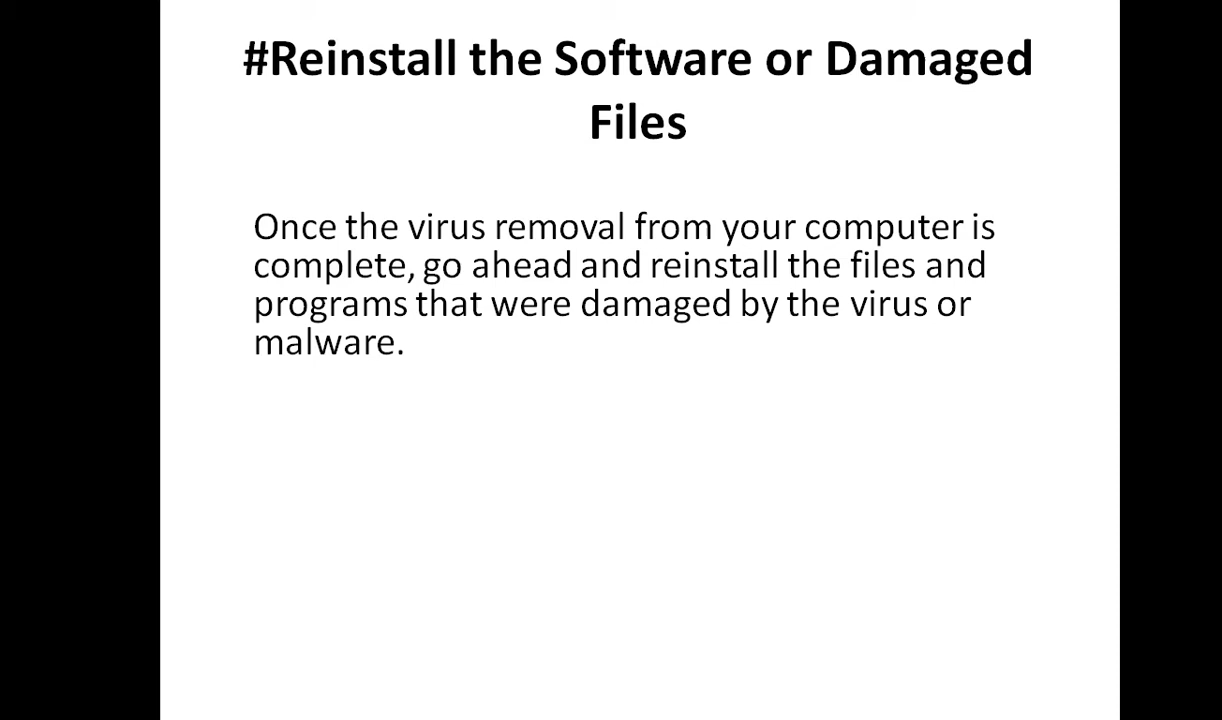 #Reinstall the Software or Damaged
Files
Once the virus removal from your computer is
complete, go ahead and reinstall the files and
programs that were damaged by the virus or
malware.